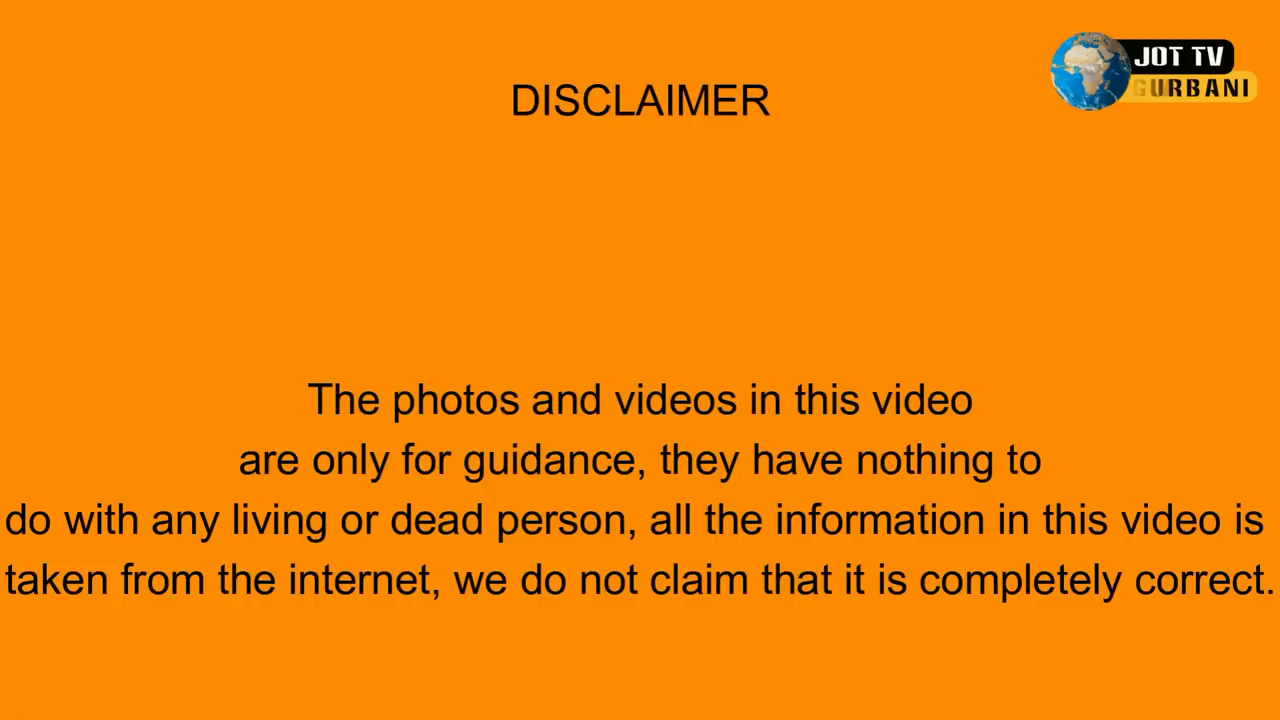 JOT TV
GURBANI
DISCLAIMER
The photos and videos in this video
are only for guidance, they have nothing to
do with any living or dead person, all the information in this video is
taken from the internet, we do not claim that it is completely correct.